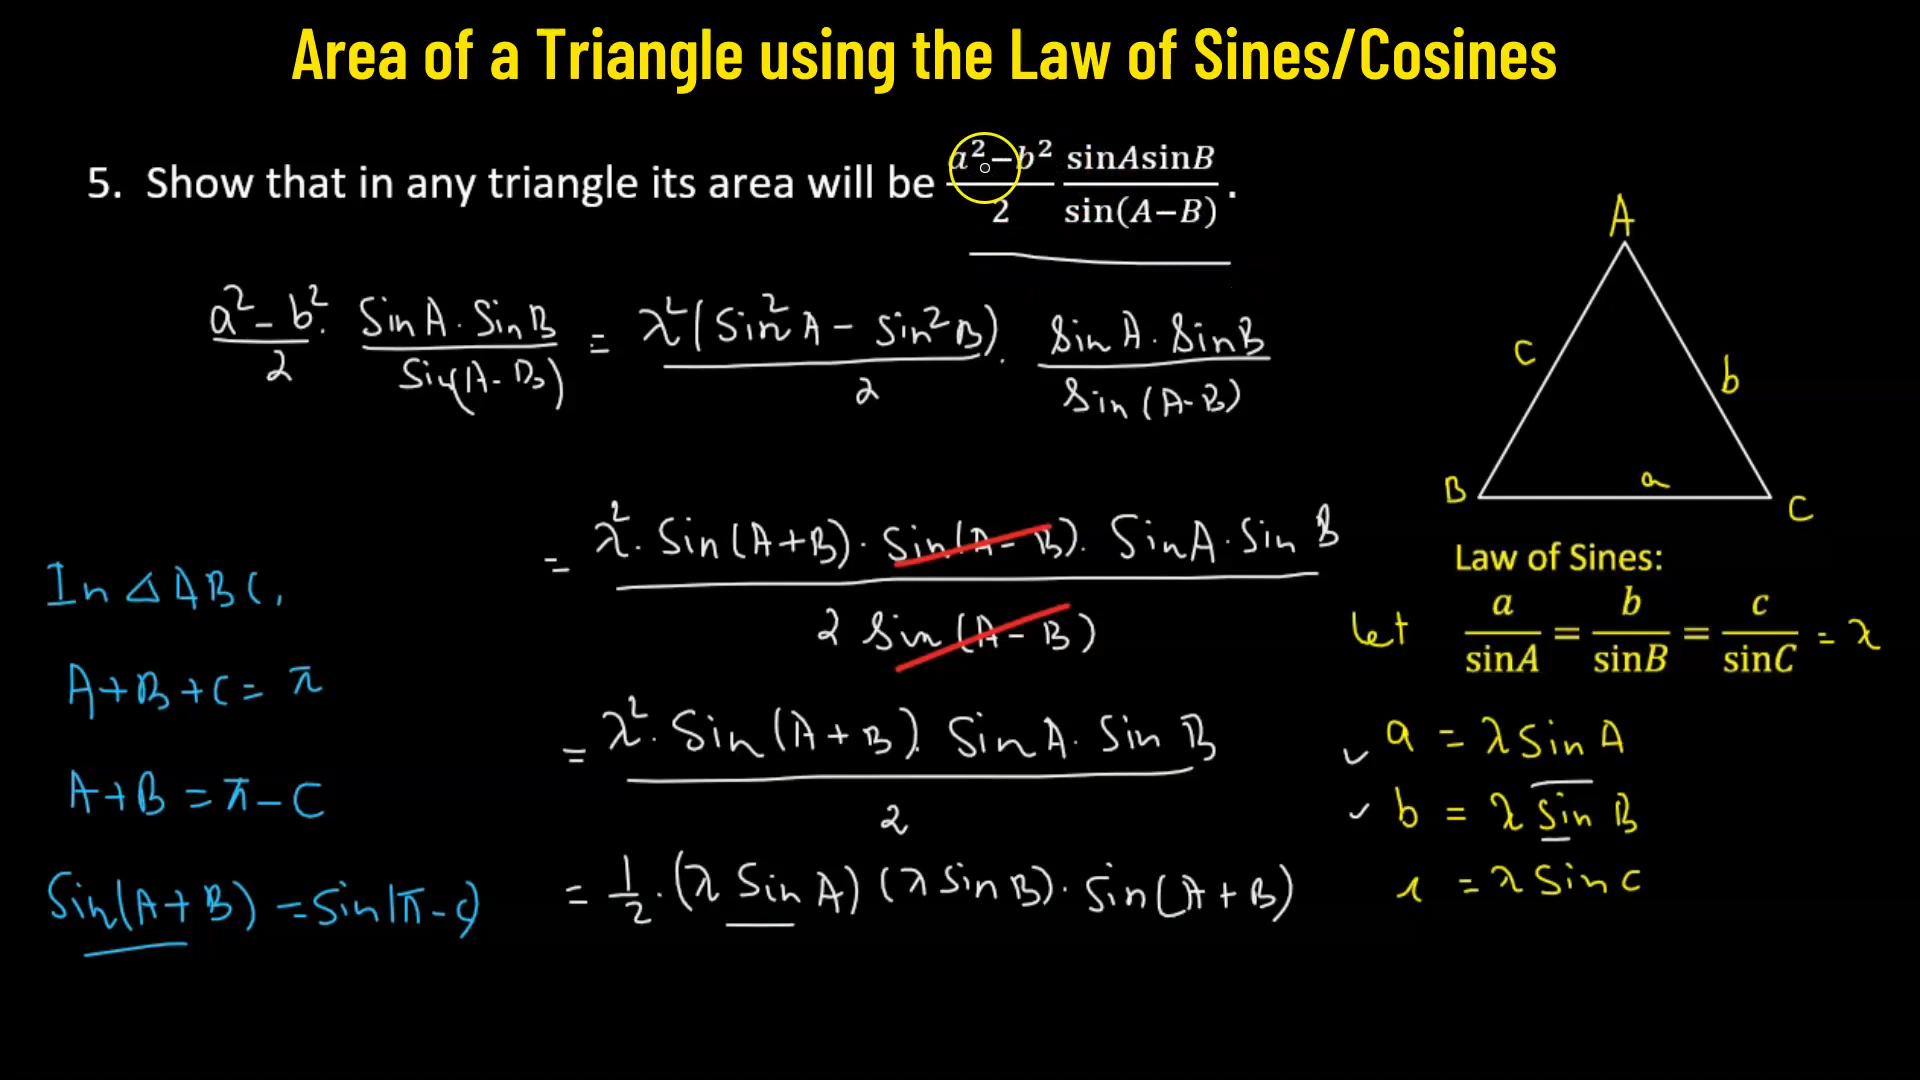 Area of a Triangle using the Law of Sines/Cosines
5. Show that in any triangle its area will be (a² − b²)/2 · sinAsinB/sin(A−B).
(a² − b²)/2 · SinA · SinB/Sin(A-B) = λ²(Sin²A − Sin²B)/2 · SinA · SinB/Sin(A-B)
= λ² · Sin(A+B) · Sin(A-B) · SinA · SinB / 2 Sin(A-B)
= λ² · Sin(A+B) · SinA · SinB / 2
= 1/2 · (λ SinA) (λ SinB) · Sin(A+B)
In △ABC,
A+B+C = π
A+B = π−C
Sin(A+B) = Sin(π−C)
A
c
b
B
a
C
Law of Sines:
let a/sinA = b/sinB = c/sinC = λ
a = λ Sin A
b = λ Sin B
= λ Sin C